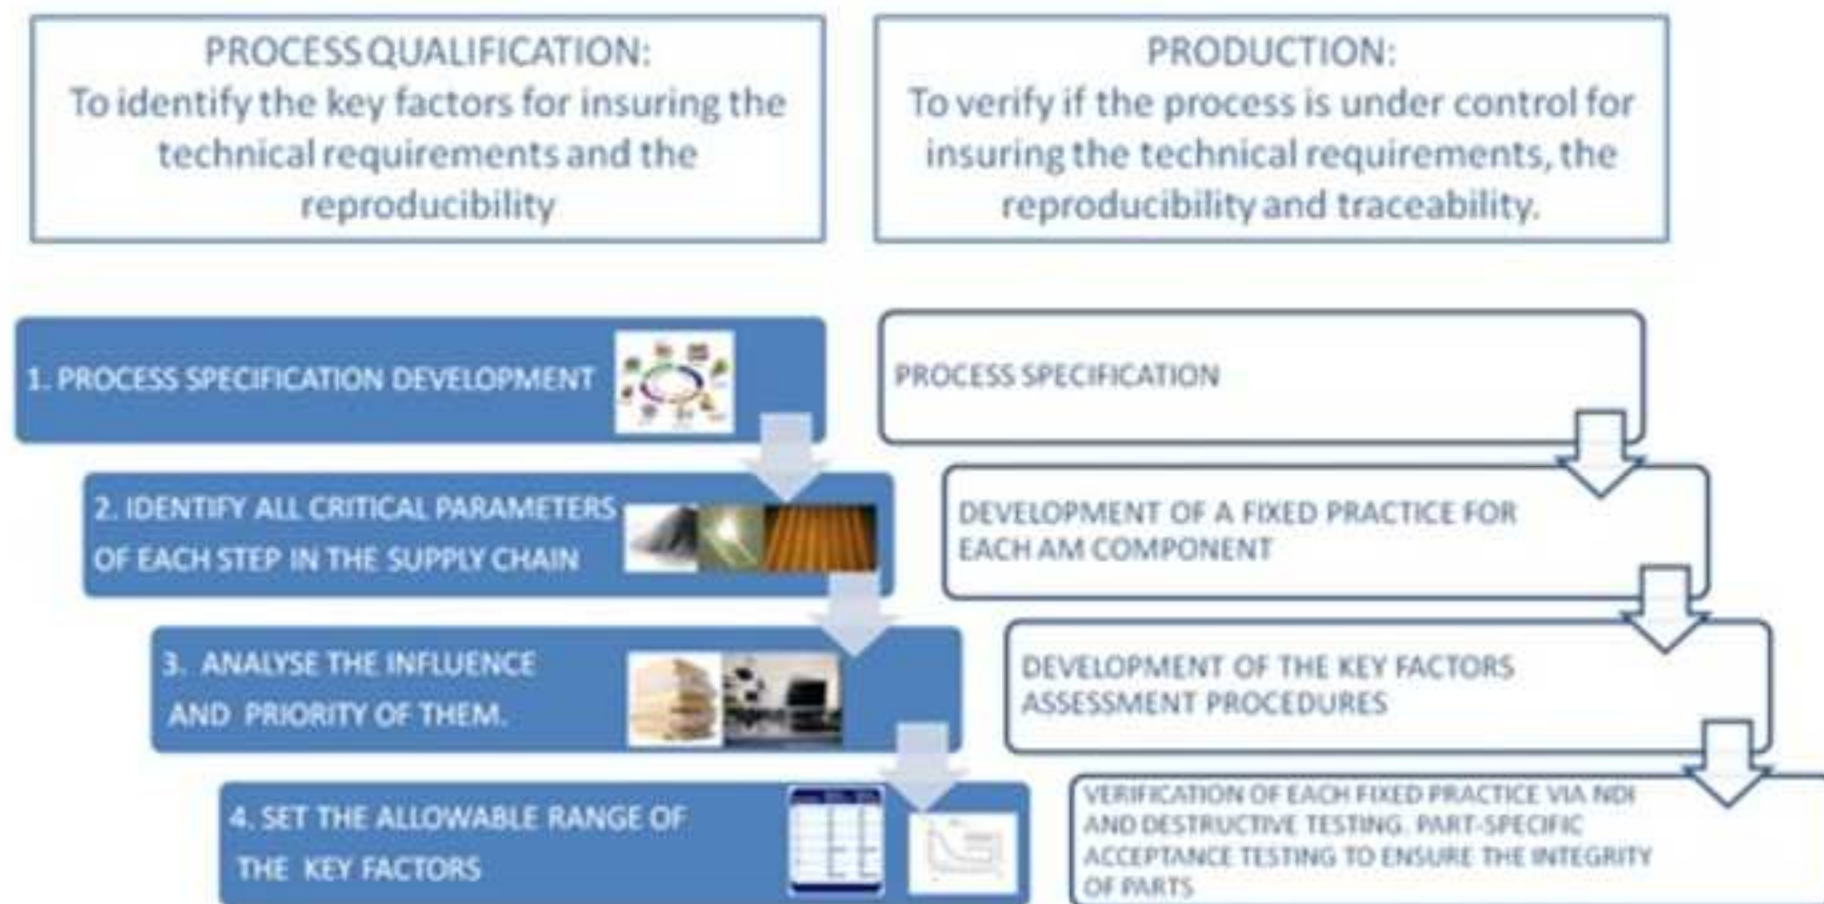 PROCESS QUALIFICATION:
To identify the key factors for insuring the
technical requirements and the
reproducibility
PRODUCTION:
To verify if the process is under control for
insuring the technical requirements, the
reproducibility and traceability.
1. PROCESS SPECIFICATION DEVELOPMENT
2. IDENTIFY ALL CRITICAL PARAMETERS
OF EACH STEP IN THE SUPPLY CHAIN
3. ANALYSE THE INFLUENCE
AND PRIORITY OF THEM.
4. SET THE ALLOWABLE RANGE OF
THE KEY FACTORS
PROCESS SPECIFICATION
DEVELOPMENT OF A FIXED PRACTICE FOR
EACH AM COMPONENT
DEVELOPMENT OF THE KEY FACTORS
ASSESSMENT PROCEDURES
VERIFICATION OF EACH FIXED PRACTICE VIA NDI
AND DESTRUCTIVE TESTING. PART-SPECIFIC
ACCEPTANCE TESTING TO ENSURE THE INTEGRITY
OF PARTS